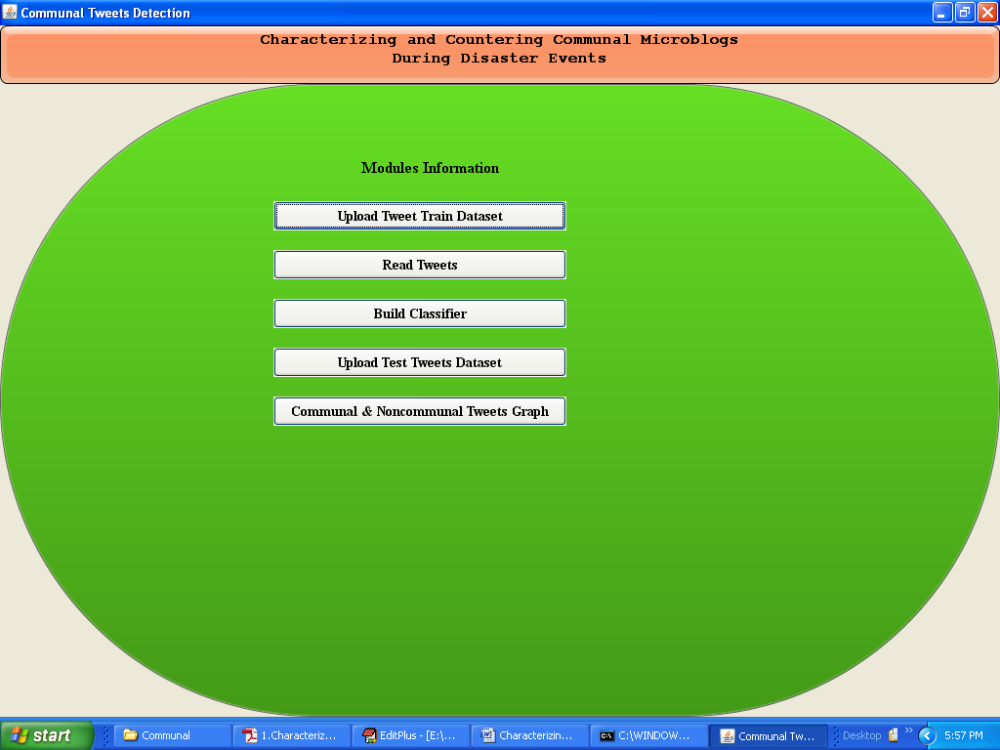 Communal Tweets Detection
Characterizing and Countering Communal Microblogs
During Disaster Events
Modules Information
Upload Tweet Train Dataset
Read Tweets
Build Classifier
Upload Test Tweets Dataset
Communal & Noncommunal Tweets Graph
start
Communal
1.Characteriz...
EditPlus - [E:\...
Characterizin...
C:\WINDOW...
Communal Tw...
Desktop
5:57 PM